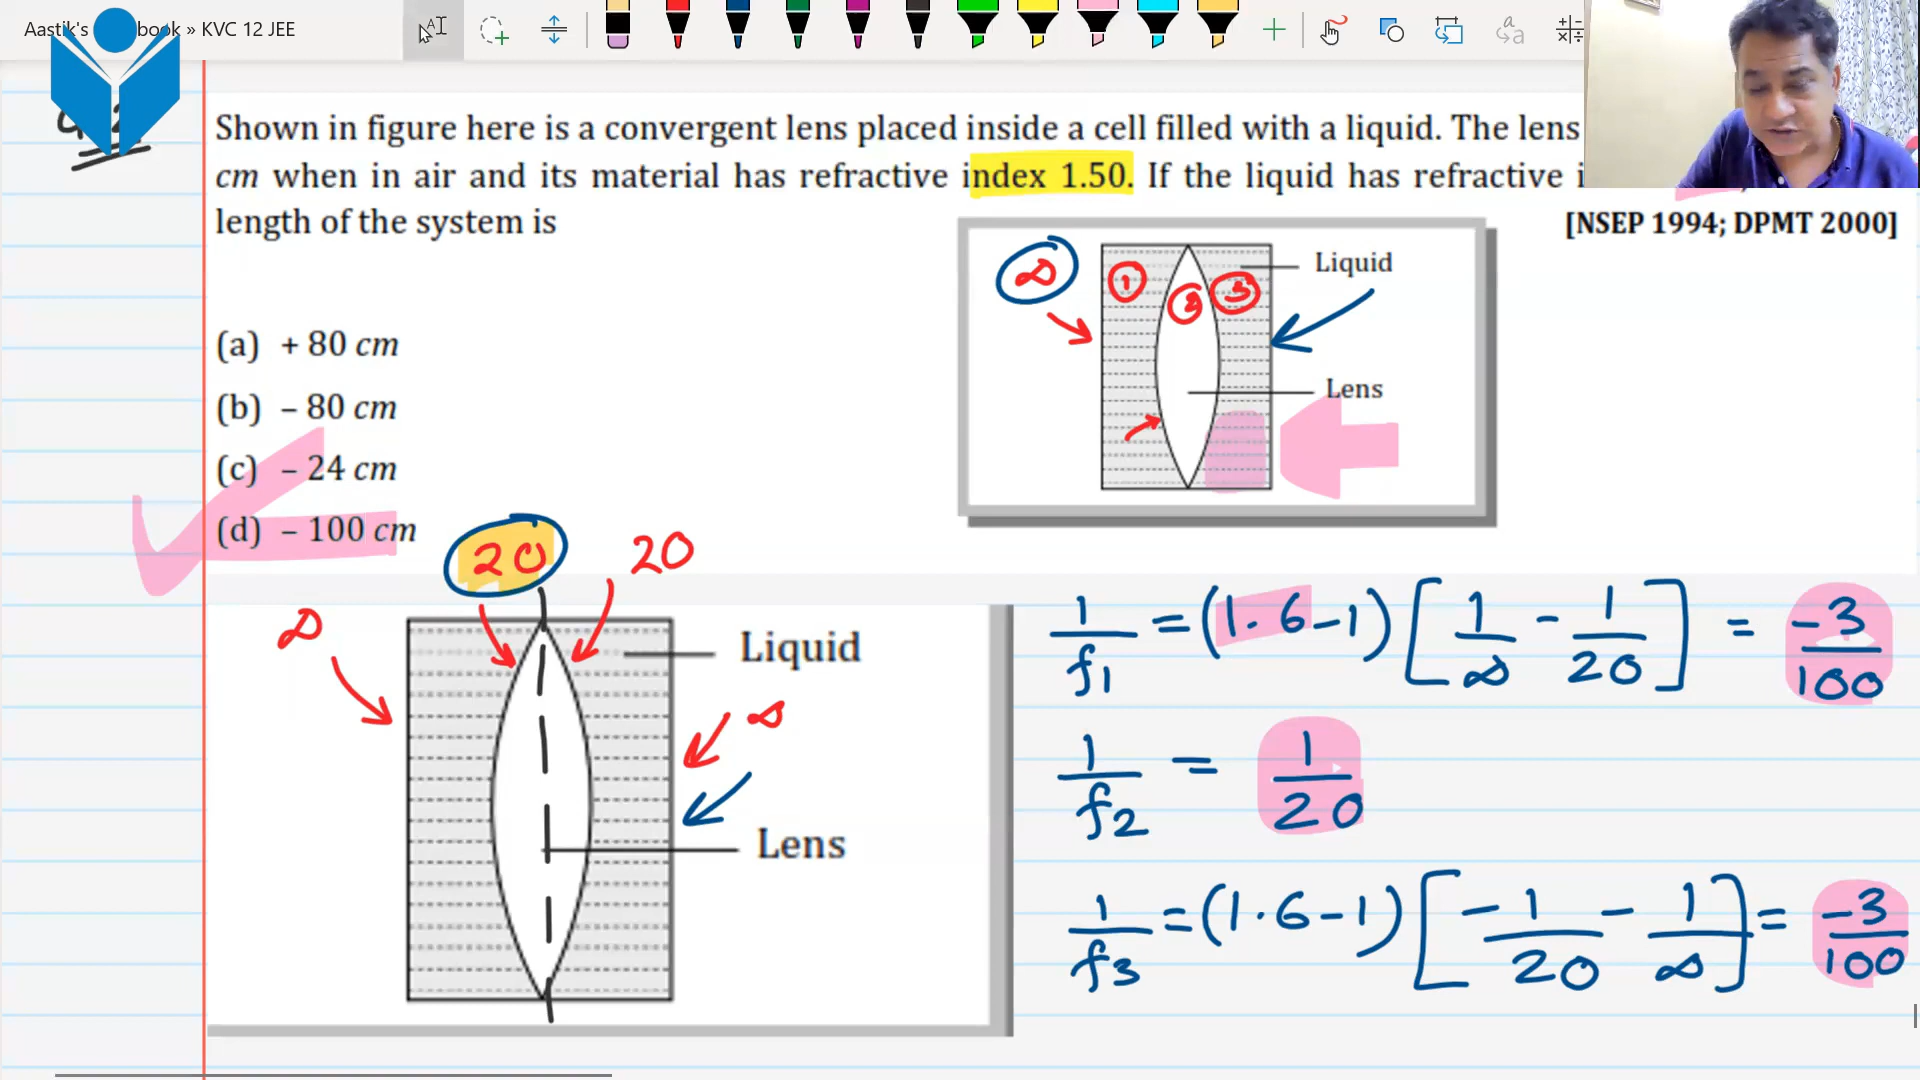 Aastik's book » KVC 12 JEE
Shown in figure here is a convergent lens placed inside a cell filled with a liquid. The lens
cm when in air and its material has refractive index 1.50. If the liquid has refractive
length of the system is
[NSEP 1994; DPMT 2000]
∞ ① ② ③ Liquid
Lens
(a) + 80 cm
(b) – 80 cm
(c) – 24 cm
(d) – 100 cm
20 20
∞ Liquid
∞
Lens
1/f1 = (1.6-1) [1/∞ - 1/20] = -3/100
1/f2 = 1/20
1/f3 = (1.6-1) [-1/20 - 1/∞] = -3/100